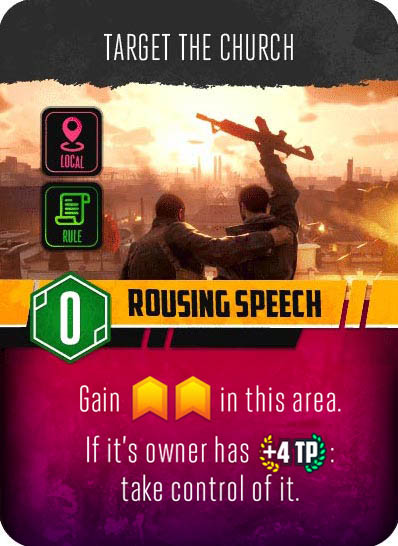 TARGET THE CHURCH
LOCAL
RULE
0 ROUSING SPEECH
Gain in this area.
If it's owner has +4 TP :
take control of it.